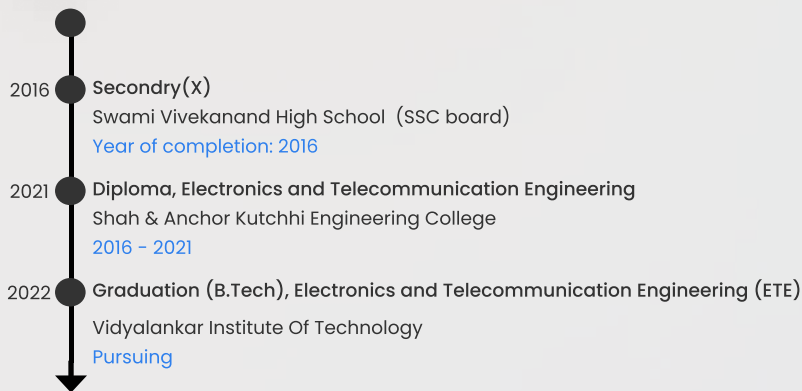 2016 Secondry(X)
Swami Vivekanand High School (SSC board)
Year of completion: 2016
2021 Diploma, Electronics and Telecommunication Engineering
Shah & Anchor Kutchhi Engineering College
2016 - 2021
2022 Graduation (B.Tech), Electronics and Telecommunication Engineering (ETE)
Vidyalankar Institute Of Technology
Pursuing